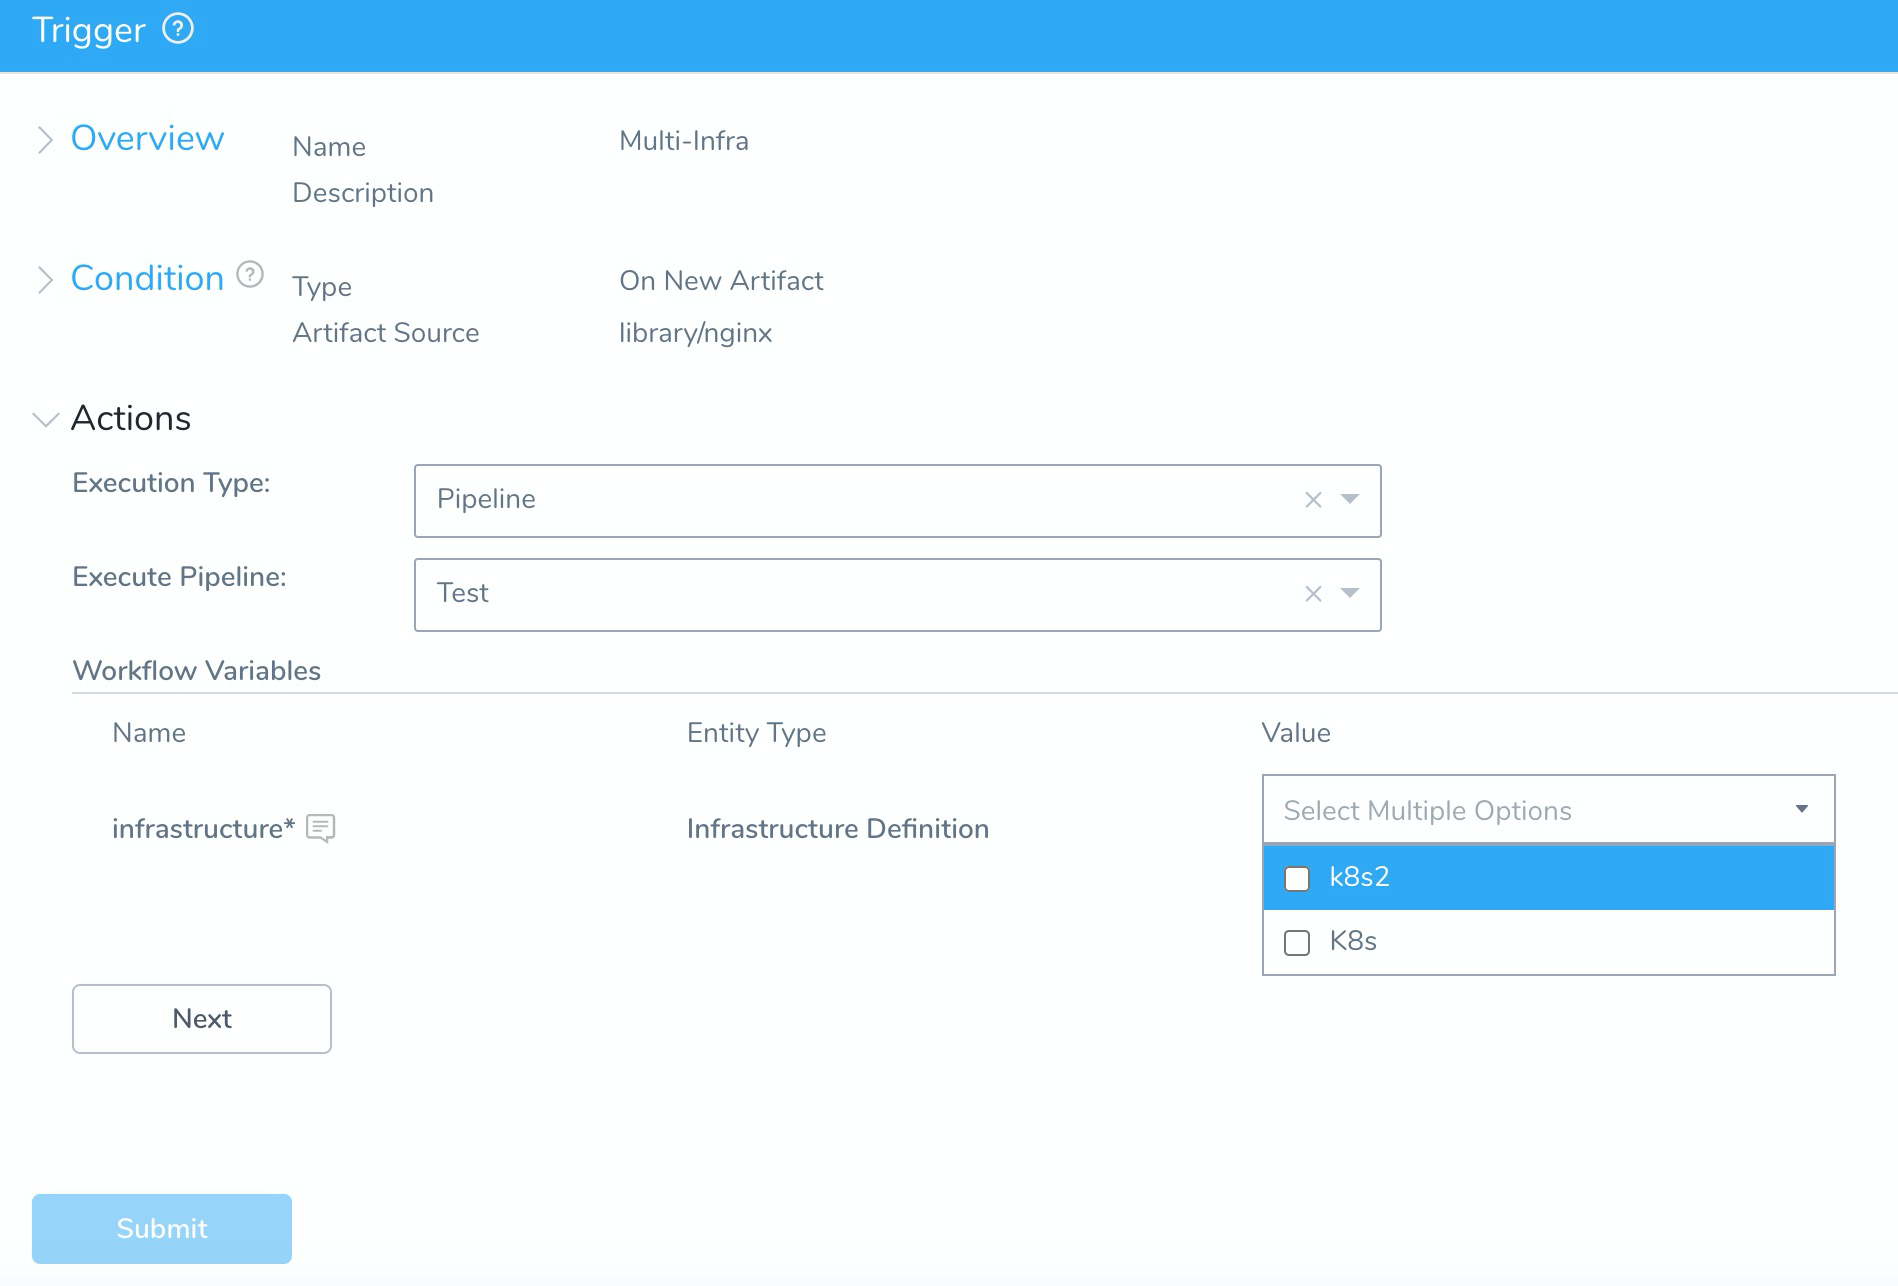 Trigger ?
Overview
Name Multi-Infra
Description
Condition ?
Type On New Artifact
Artifact Source library/nginx
Actions
Execution Type: Pipeline
Execute Pipeline: Test
Workflow Variables
Name Entity Type Value
infrastructure* Infrastructure Definition Select Multiple Options
k8s2
K8s
Next
Submit